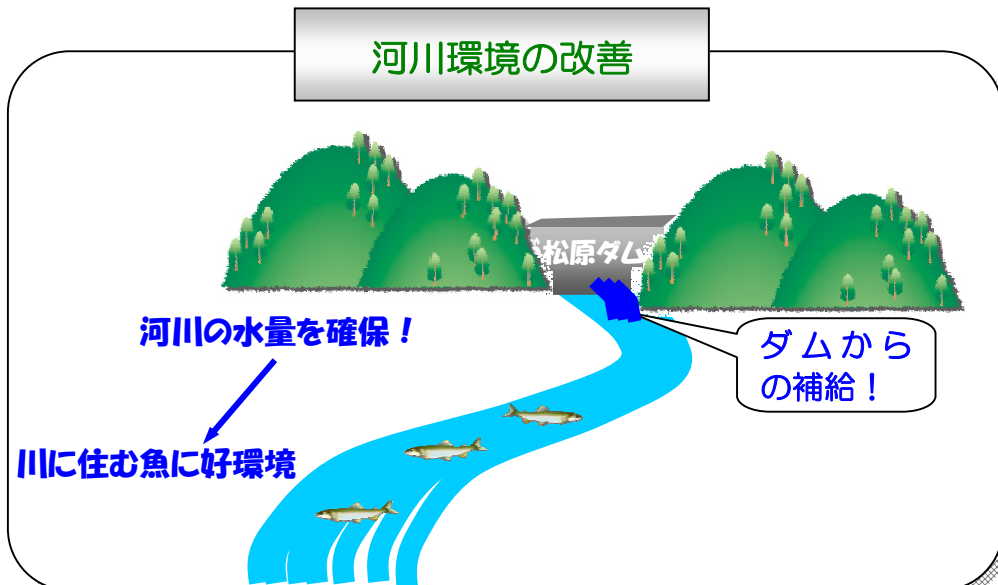 河川環境の改善
松原ダム
河川の水量を確保！
ダムから
の補給！
川に住む魚に好環境